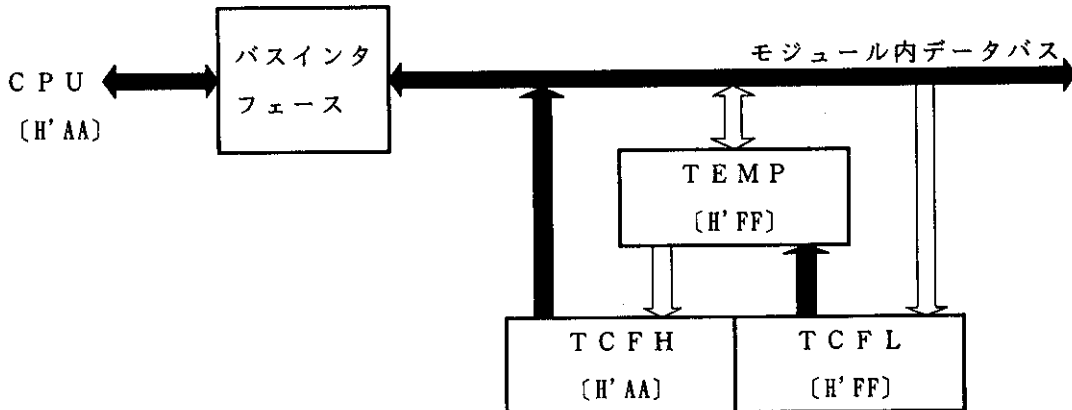 バスインタ
フェース
モジュール内データバス
CPU
〔H'AA〕
TEMP
〔H'FF〕
TCFH
〔H'AA〕
TCFL
〔H'FF〕